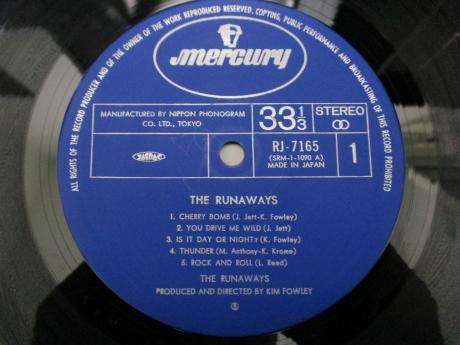 ALL RIGHTS OF THE RECORD PRODUCER AND OF THE OWNER OF THE WORK REPRODUCED RESERVED. COPYING, PUBLIC PERFORMANCE AND BROADCASTING OF THIS RECORD PROHIBITED
mercury
MANUFACTURED BY NIPPON PHONOGRAM
CO. LTD., TOKYO
33 1/3
STEREO
RJ-7165
(SRM-1-1090 A)
MADE IN JAPAN
1
THE RUNAWAYS
1. CHERRY BOMB (J. Jett-K. Fowley)
2. YOU DRIVE ME WILD (J. Jett)
3. IS IT DAY OR NIGHT? (K. Fowley)
4. THUNDER (M. Anthony-K. Krome)
5. ROCK AND ROLL (L. Reed)
THE RUNAWAYS
PRODUCED AND DIRECTED BY KIM FOWLEY